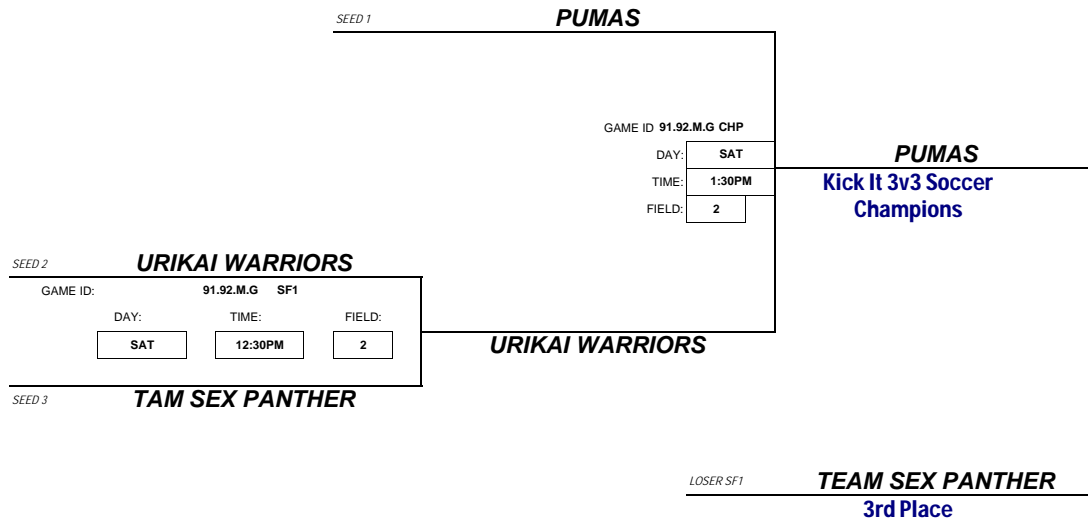 SEED 1 PUMAS
GAME ID 91.92.M.G CHP
DAY: SAT
TIME: 1:30PM
FIELD: 2
PUMAS
Kick It 3v3 Soccer
Champions
SEED 2 URIKAI WARRIORS
GAME ID: 91.92.M.G SF1
DAY: TIME: FIELD:
SAT 12:30PM 2
URIKAI WARRIORS
SEED 3 TAM SEX PANTHER
LOSER SF1 TEAM SEX PANTHER
3rd Place